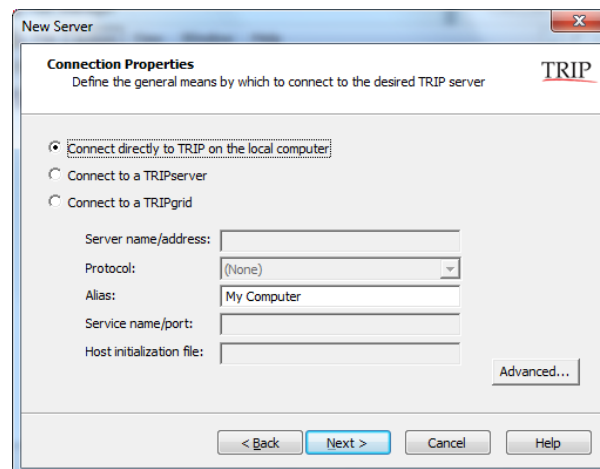 New Server
Connection Properties
Define the general means by which to connect to the desired TRIP server
TRIP
Connect directly to TRIP on the local computer
Connect to a TRIPserver
Connect to a TRIPgrid
Server name/address:
Protocol: (None)
Alias: My Computer
Service name/port:
Host initialization file:
Advanced...
< Back Next > Cancel Help